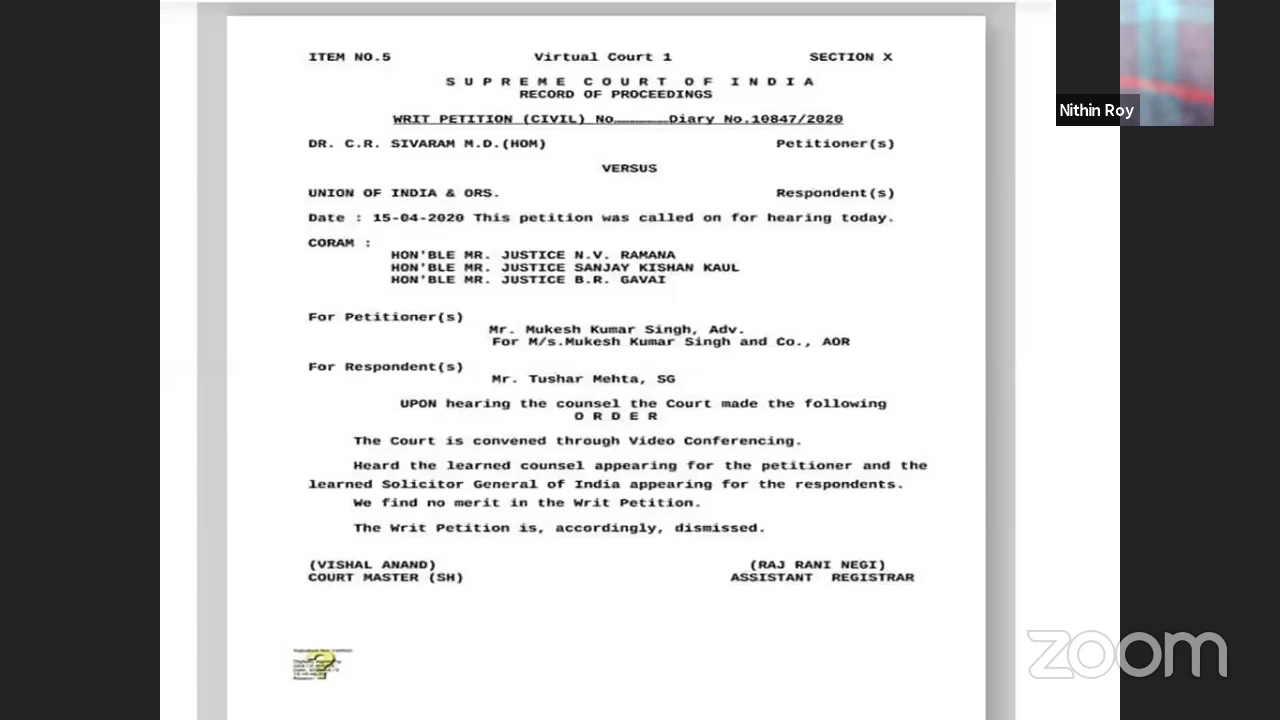 ITEM NO.5 Virtual Court 1 SECTION X
S U P R E M E C O U R T O F I N D I A
RECORD OF PROCEEDINGS
WRIT PETITION (CIVIL) No……………Diary No.10847/2020
DR. C.R. SIVARAM M.D.(HOM) Petitioner(s)
VERSUS
UNION OF INDIA & ORS. Respondent(s)
Date : 15-04-2020 This petition was called on for hearing today.
CORAM :
HON'BLE MR. JUSTICE N.V. RAMANA
HON'BLE MR. JUSTICE SANJAY KISHAN KAUL
HON'BLE MR. JUSTICE B.R. GAVAI
For Petitioner(s)
Mr. Mukesh Kumar Singh, Adv.
For M/s.Mukesh Kumar Singh and Co., AOR
For Respondent(s)
Mr. Tushar Mehta, SG
UPON hearing the counsel the Court made the following
O R D E R
The Court is convened through Video Conferencing.
Heard the learned counsel appearing for the petitioner and the
learned Solicitor General of India appearing for the respondents.
We find no merit in the Writ Petition.
The Writ Petition is, accordingly, dismissed.
(VISHAL ANAND) (RAJ RANI NEGI)
COURT MASTER (SH) ASSISTANT REGISTRAR
Nithin Roy
zoom